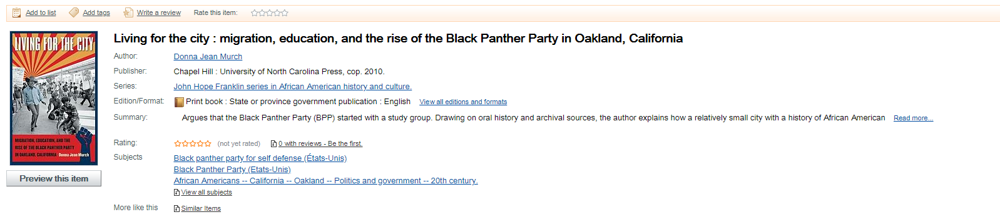 Add to list Add tags Write a review Rate this item:
LIVING FOR THE CITY
MIGRATION, EDUCATION, AND THE
RISE OF THE BLACK PANTHER PARTY
IN OAKLAND, CALIFORNIA Donna Jean Murch
Preview this item
Living for the city : migration, education, and the rise of the Black Panther Party in Oakland, California
Author: Donna Jean Murch
Publisher: Chapel Hill : University of North Carolina Press, cop. 2010.
Series: John Hope Franklin series in African American history and culture.
Edition/Format: Print book : State or province government publication : English View all editions and formats
Summary: Argues that the Black Panther Party (BPP) started with a study group. Drawing on oral history and archival sources, the author explains how a relatively small city with a history of African American Read more...
Rating: (not yet rated) 0 with reviews - Be the first.
Subjects Black panther party for self defense (États-Unis)
Black Panther Party (Etats-Unis)
African Americans -- California -- Oakland -- Politics and government -- 20th century.
View all subjects
More like this Similar Items